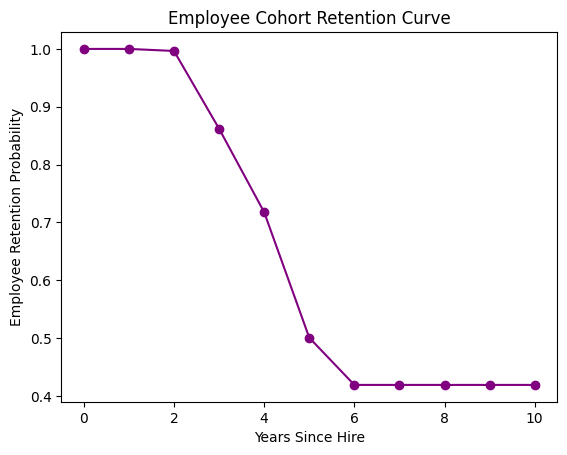 Employee Cohort Retention Curve
Employee Retention Probability
1.0
0.9
0.8
0.7
0.6
0.5
0.4
0 2 4 6 8 10
Years Since Hire